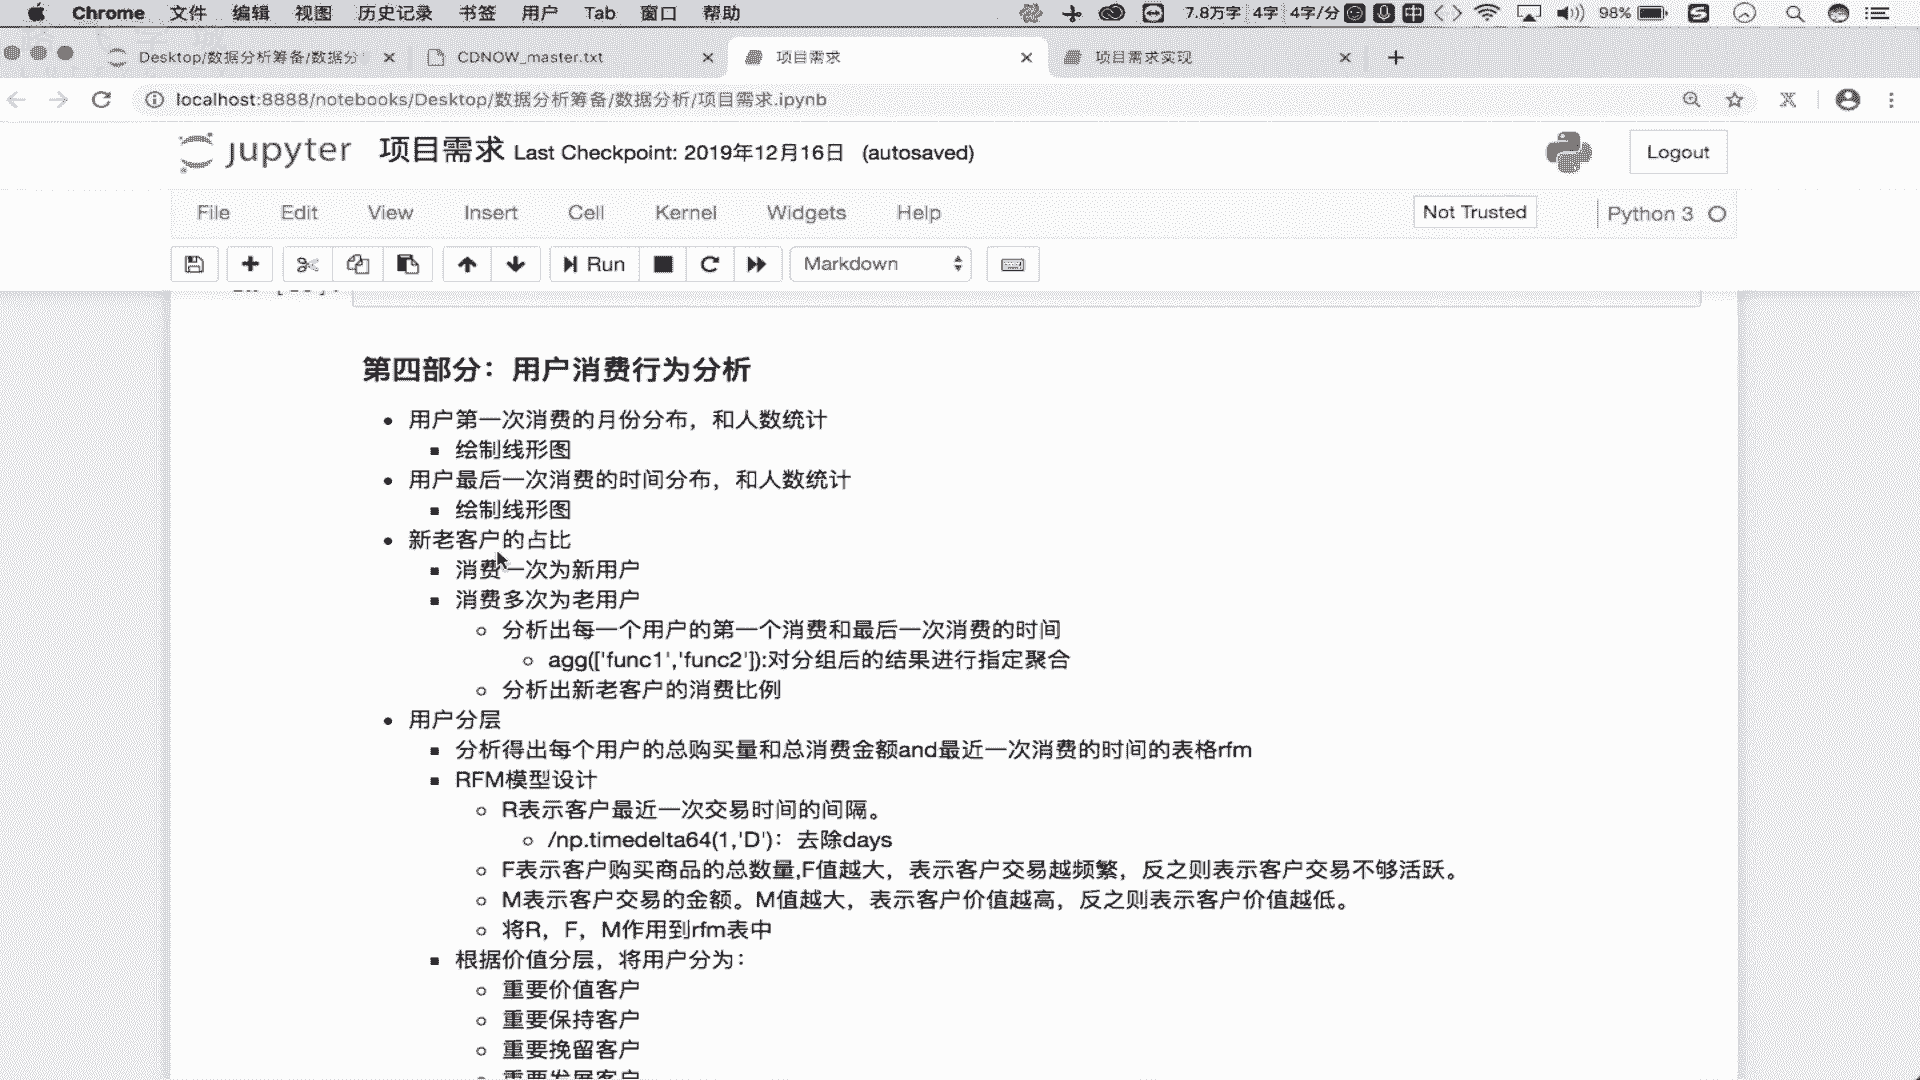 Chrome 文件 编辑 视图 历史记录 书签 用户 Tab 窗口 帮助 7.8万字 4字 4字/分 中 98%
Desktop/数据分析筹备/数据分 CDNOW_master.txt 项目需求 项目需求实现
localhost:8888/notebooks/Desktop/数据分析筹备/数据分析/项目需求.ipynb
jupyter 项目需求 Last Checkpoint: 2019年12月16日 (autosaved) Logout
File Edit View Insert Cell Kernel Widgets Help Not Trusted Python 3
Run Markdown
第四部分：用户消费行为分析
用户第一次消费的月份分布，和人数统计
绘制线形图
用户最后一次消费的时间分布，和人数统计
绘制线形图
新老客户的占比
消费一次为新用户
消费多次为老用户
分析出每一个用户的第一个消费和最后一次消费的时间
agg(['func1','func2']):对分组后的结果进行指定聚合
分析出新老客户的消费比例
用户分层
分析得出每个用户的总购买量和总消费金额and最近一次消费的时间的表格rfm
RFM模型设计
R表示客户最近一次交易时间的间隔。
/np.timedelta64(1,'D')：去除days
F表示客户购买商品的总数量,F值越大，表示客户交易越频繁，反之则表示客户交易不够活跃。
M表示客户交易的金额。M值越大，表示客户价值越高，反之则表示客户价值越低。
将R，F，M作用到rfm表中
根据价值分层，将用户分为：
重要价值客户
重要保持客户
重要挽留客户
重要发展客户